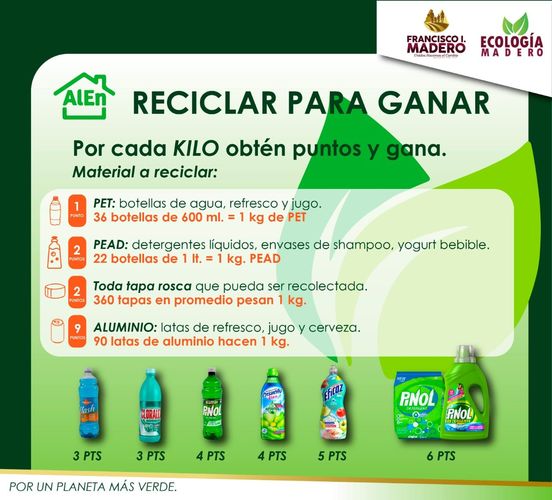 FRANCISCO I.
MADERO
ECOLOGÍA
MADERO
AlEn
RECICLAR PARA GANAR
Por cada KILO obtén puntos y gana.
Material a reciclar:
1
PUNTO
PET: botellas de agua, refresco y jugo.
36 botellas de 600 ml. = 1 kg de PET
2
PUNTOS
PEAD: detergentes líquidos, envases de shampoo, yogurt bebible.
22 botellas de 1 lt. = 1 kg. PEAD
2
PUNTOS
Toda tapa rosca que pueda ser recolectada.
360 tapas en promedio pesan 1 kg.
9
PUNTOS
ALUMINIO: latas de refresco, jugo y cerveza.
90 latas de aluminio hacen 1 kg.
flash
CLORALEX
PiNOL
Ensueño
Eficaz
PiNOL
PiNOL
3 PTS
3 PTS
4 PTS
4 PTS
5 PTS
6 PTS
POR UN PLANETA MÁS VERDE.